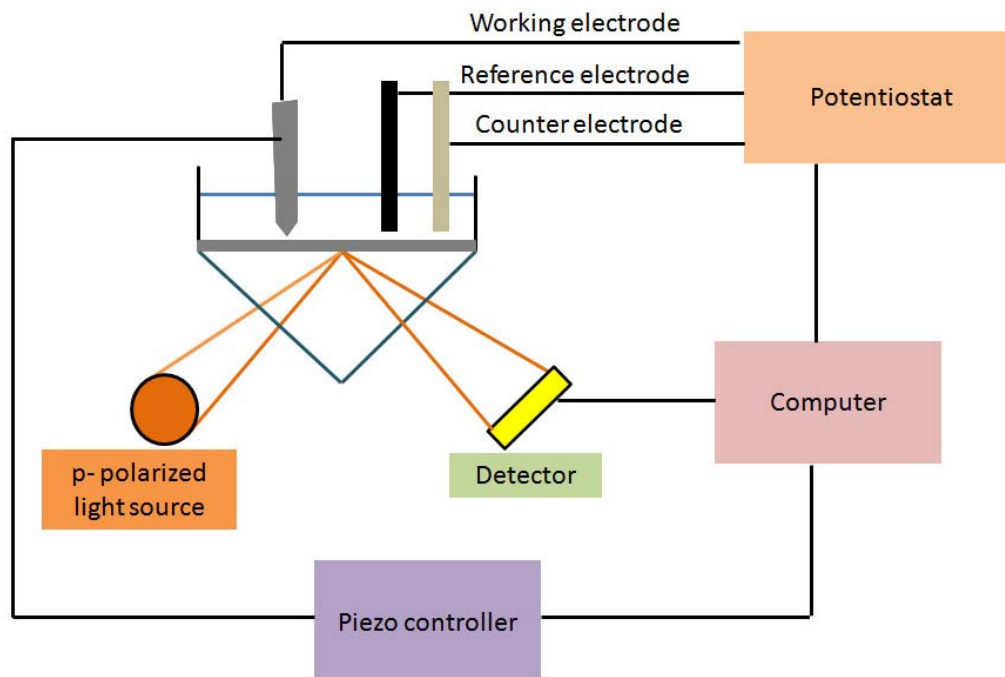 Working electrode
Reference electrode
Counter electrode
Potentiostat
Computer
p- polarized
light source
Detector
Piezo controller